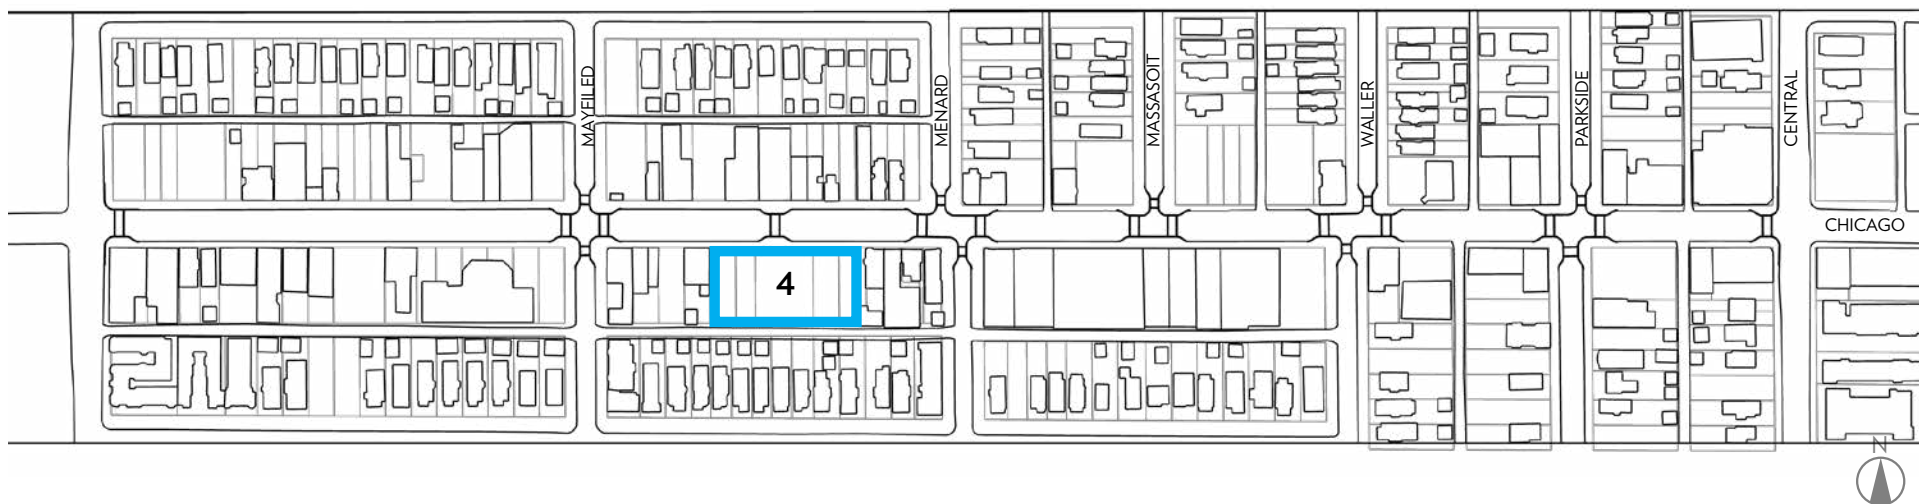 MAYFILED
MENARD
MASSASOIT
WALLER
PARKSIDE
CENTRAL
CHICAGO
4
N